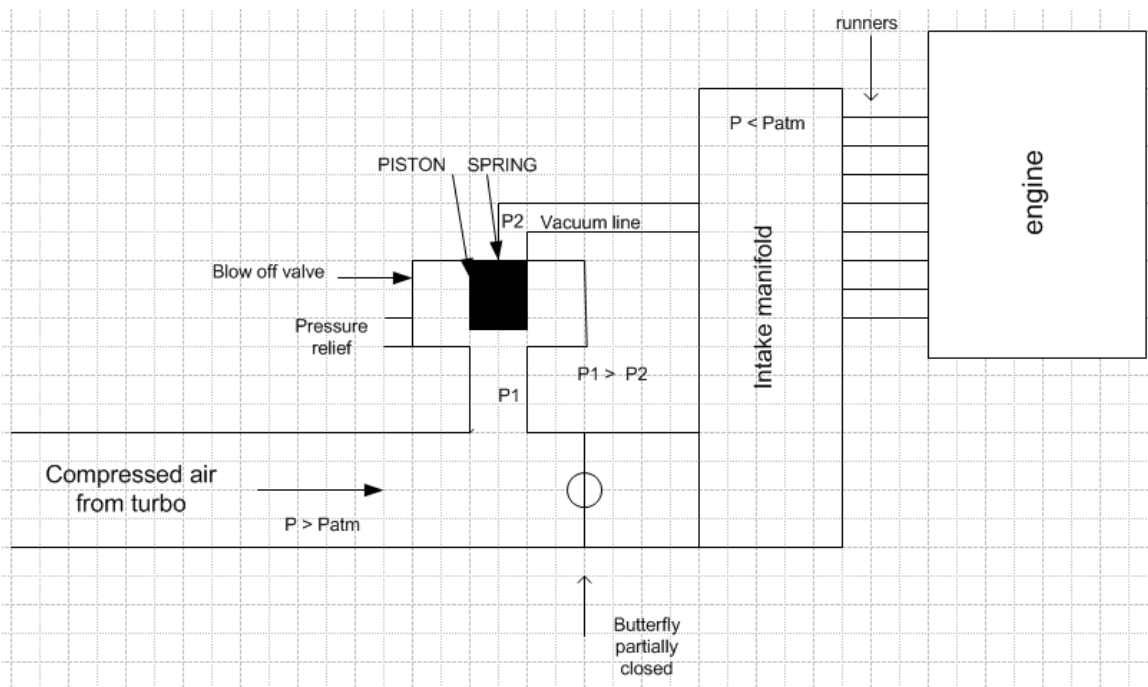 runners
P < Patm
PISTON
SPRING
P2
Vacuum line
engine
Blow off valve
Intake manifold
Pressure
relief
P1 > P2
P1
Compressed air
from turbo
P > Patm
Butterfly
partially
closed